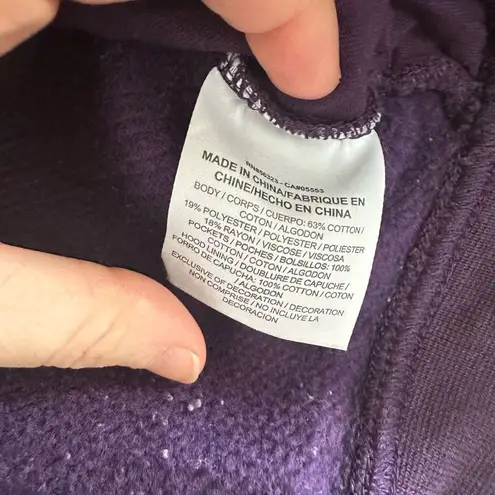 RN#56323 - CA#05553
MADE IN CHINA/FABRIQUE EN
CHINE/HECHO EN CHINA
BODY / CORPS / CUERPO: 63% COTTON /
COTON / ALGODON
19% POLYESTER / POLYESTER / POLIESTER
18% RAYON / VISCOSE / VISCOSA
POCKETS / POCHES / BOLSILLOS: 100%
COTTON / COTON / ALGODON
HOOD LINING / DOUBLURE DE CAPUCHE /
FORRO DE CAPUCHA: 100% COTTON / COTON
/ ALGODON
EXCLUSIVE OF DECORATION / DECORATION
NON COMPRISE / NO INCLUYE LA
DECORACION